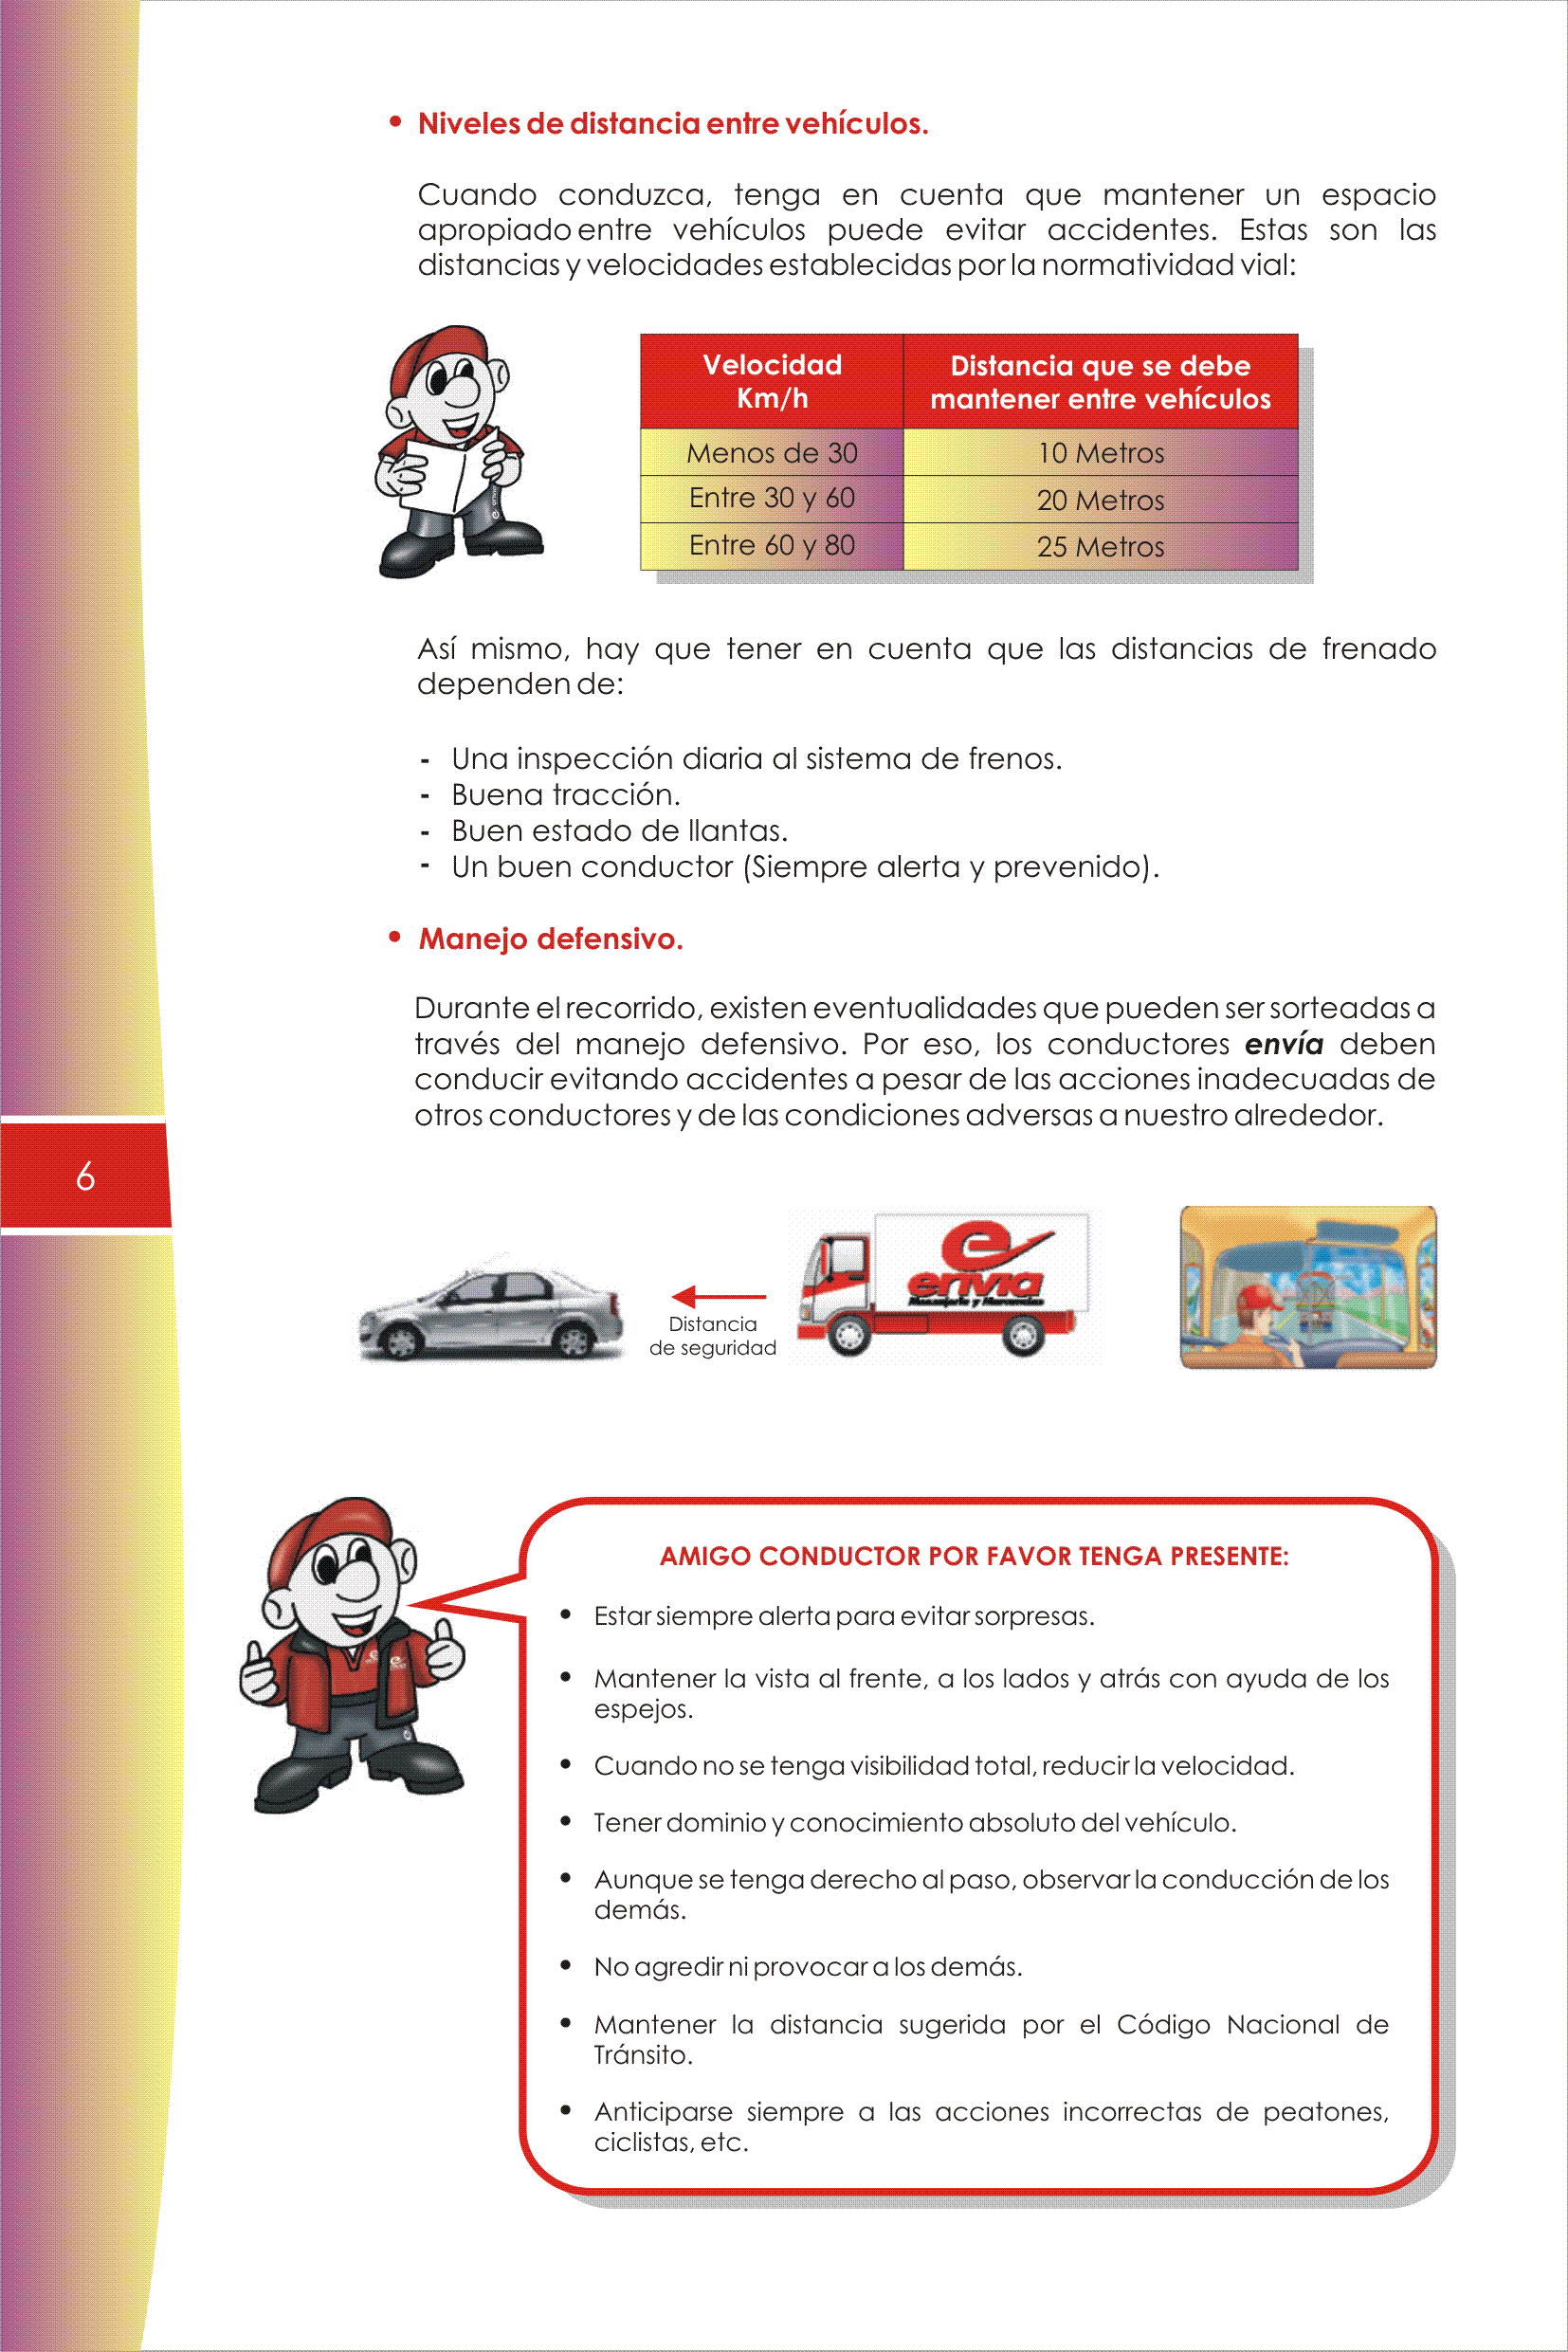 • Niveles de distancia entre vehículos.
Cuando conduzca, tenga en cuenta que mantener un espacio
apropiado entre vehículos puede evitar accidentes. Estas son las
distancias y velocidades establecidas por la normatividad vial:
Velocidad
Km/h
Distancia que se debe
mantener entre vehículos
Menos de 30
10 Metros
Entre 30 y 60
20 Metros
Entre 60 y 80
25 Metros
Así mismo, hay que tener en cuenta que las distancias de frenado
dependen de:
- Una inspección diaria al sistema de frenos.
- Buena tracción.
- Buen estado de llantas.
- Un buen conductor (Siempre alerta y prevenido).
• Manejo defensivo.
Durante el recorrido, existen eventualidades que pueden ser sorteadas a
través del manejo defensivo. Por eso, los conductores envía deben
conducir evitando accidentes a pesar de las acciones inadecuadas de
otros conductores y de las condiciones adversas a nuestro alrededor.
6
Distancia
de seguridad
e
envia
Mensajería y Mercancías
AMIGO CONDUCTOR POR FAVOR TENGA PRESENTE:
• Estar siempre alerta para evitar sorpresas.
• Mantener la vista al frente, a los lados y atrás con ayuda de los
espejos.
• Cuando no se tenga visibilidad total, reducir la velocidad.
• Tener dominio y conocimiento absoluto del vehículo.
• Aunque se tenga derecho al paso, observar la conducción de los
demás.
• No agredir ni provocar a los demás.
• Mantener la distancia sugerida por el Código Nacional de
Tránsito.
• Anticiparse siempre a las acciones incorrectas de peatones,
ciclistas, etc.